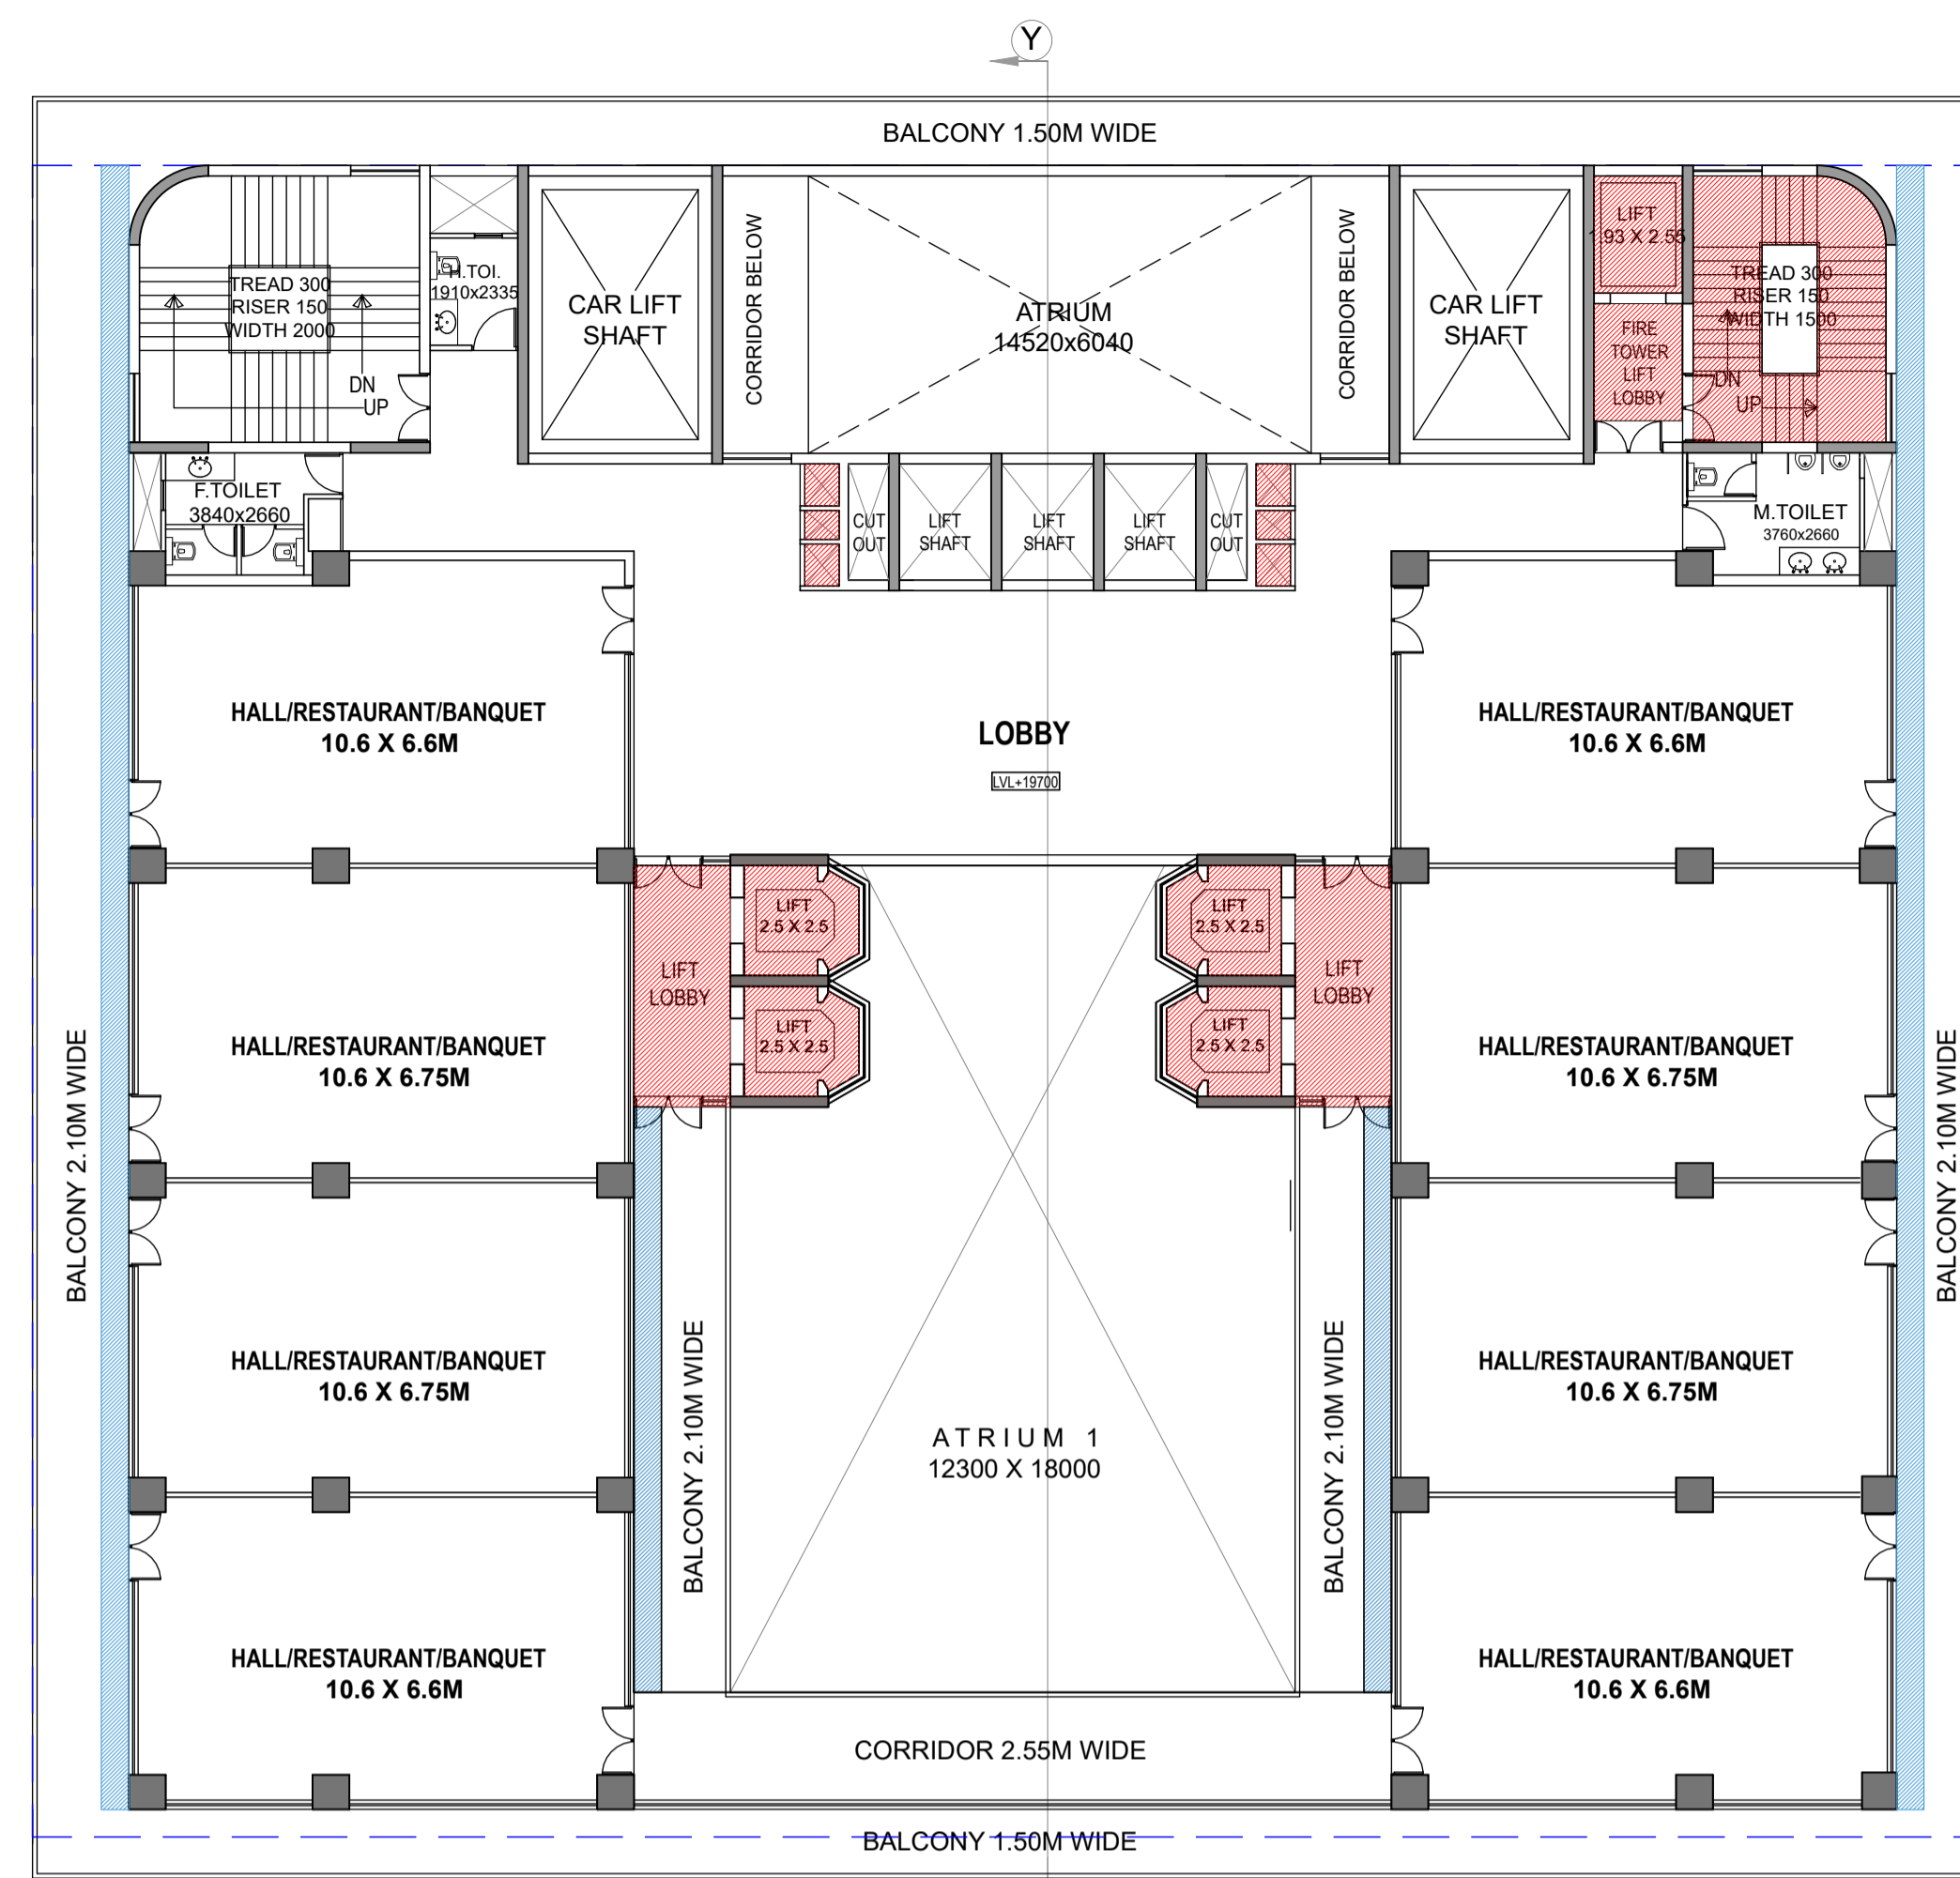 Y
BALCONY 1.50M WIDE
TREAD 300
RISER 150
WIDTH 2000
DN
UP
H.TOI.
1910x2335
CAR LIFT
SHAFT
CORRIDOR BELOW
ATRIUM
14520x6040
CORRIDOR BELOW
CAR LIFT
SHAFT
LIFT
.93 X 2.55
FIRE
TOWER
LIFT
LOBBY
TREAD 300
RISER 150
WIDTH 1500
DN
UP
F.TOILET
3840x2660
CUT
OUT
LIFT
SHAFT
LIFT
SHAFT
LIFT
SHAFT
CUT
OUT
M.TOILET
3760x2660
HALL/RESTAURANT/BANQUET
10.6 X 6.6M
LOBBY
LVL+19700
HALL/RESTAURANT/BANQUET
10.6 X 6.6M
LIFT
2.5 X 2.5
LIFT
2.5 X 2.5
LIFT
LOBBY
LIFT
LOBBY
LIFT
2.5 X 2.5
LIFT
2.5 X 2.5
HALL/RESTAURANT/BANQUET
10.6 X 6.75M
HALL/RESTAURANT/BANQUET
10.6 X 6.75M
BALCONY 2.10M WIDE
BALCONY 2.10M WIDE
HALL/RESTAURANT/BANQUET
10.6 X 6.75M
HALL/RESTAURANT/BANQUET
10.6 X 6.75M
BALCONY 2.10M WIDE
ATRIUM 1
12300 X 18000
BALCONY 2.10M WIDE
HALL/RESTAURANT/BANQUET
10.6 X 6.6M
HALL/RESTAURANT/BANQUET
10.6 X 6.6M
CORRIDOR 2.55M WIDE
BALCONY 1.50M WIDE